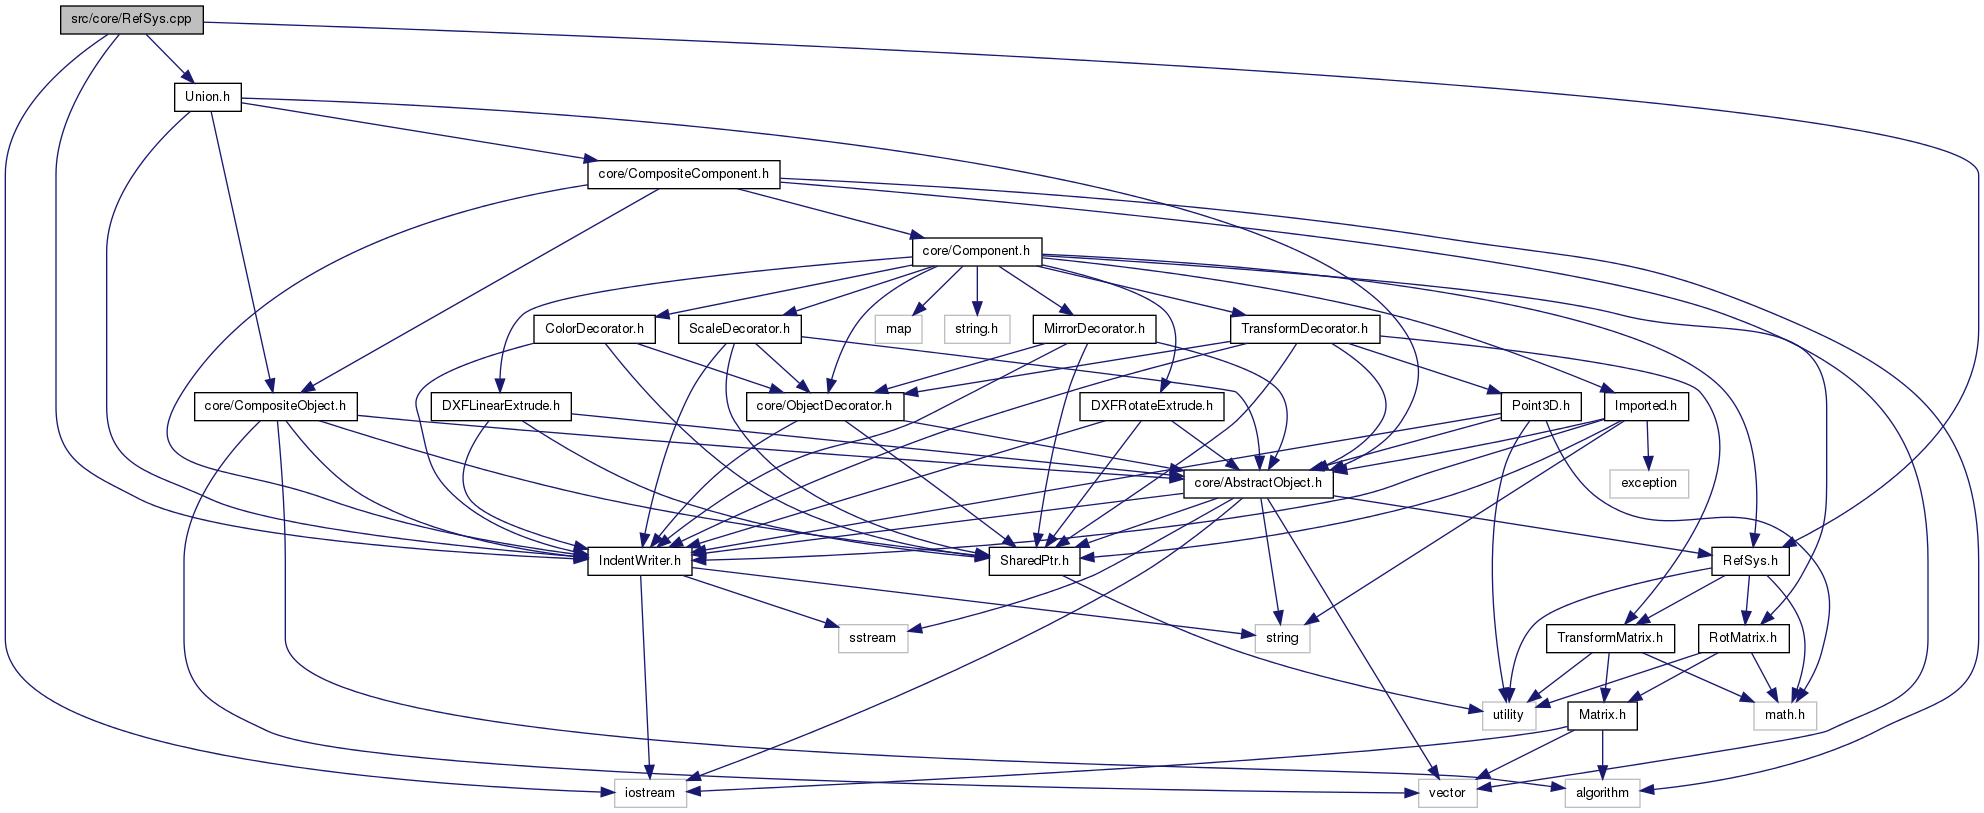 src/core/RefSys.cpp
Union.h
core/CompositeComponent.h
core/Component.h
ColorDecorator.h
ScaleDecorator.h
map
string.h
MirrorDecorator.h
TransformDecorator.h
core/CompositeObject.h
DXFLinearExtrude.h
core/ObjectDecorator.h
DXFRotateExtrude.h
Point3D.h
Imported.h
core/AbstractObject.h
exception
IndentWriter.h
SharedPtr.h
RefSys.h
sstream
string
TransformMatrix.h
RotMatrix.h
utility
Matrix.h
math.h
iostream
vector
algorithm